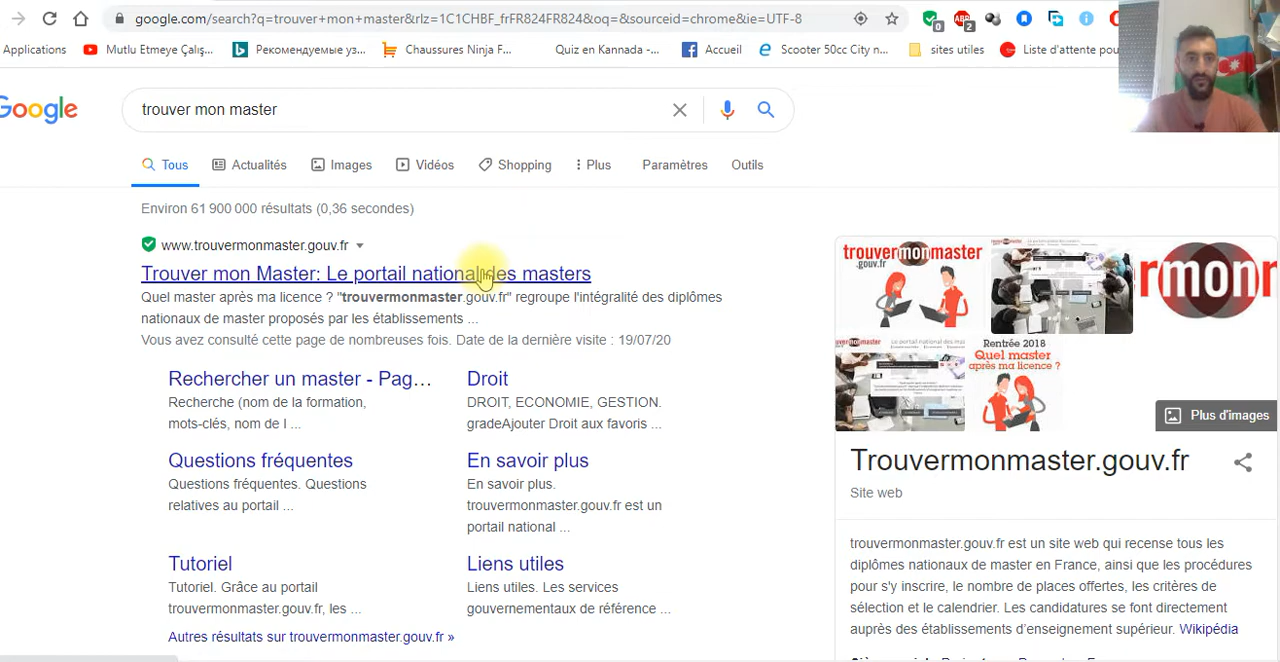 google.com/search?q=trouver+mon+master&rlz=1C1CHBF_frFR824FR824&oq=&sourceid=chrome&ie=UTF-8
0
ABP
2
Applications
Mutlu Etmeye Çalış...
Рекомендуемые уз...
Chaussures Ninja F...
Quiz en Kannada -...
Accueil
Scooter 50cc City n...
sites utiles
Liste d'attente pou
Google
trouver mon master
Tous
Actualités
Images
Vidéos
Shopping
Plus
Paramètres
Outils
Environ 61 900 000 résultats (0,36 secondes)
www.trouvermonmaster.gouv.fr
Trouver mon Master: Le portail national des masters
Quel master après ma licence ? "trouvermonmaster.gouv.fr" regroupe l'intégralité des diplômes
nationaux de master proposés par les établissements ...
Vous avez consulté cette page de nombreuses fois. Date de la dernière visite : 19/07/20
Rechercher un master - Pag...
Retour. Nom de la formation,
mots-clés, nom de l ...
Droit
DROIT, ECONOMIE, GESTION.
gradeAjouter Droit aux favoris ...
Questions fréquentes
Questions fréquentes. Questions
relatives au portail ...
En savoir plus
En savoir plus.
trouvermonmaster.gouv.fr est un
portail national ...
Tutoriel
Tutoriel. Grâce au portail
trouvermonmaster.gouv.fr, les ...
Liens utiles
Liens utiles. Les services
gouvernementaux de référence ...
Autres résultats sur trouvermonmaster.gouv.fr »
trouvermonmaster
.gouv.fr
rmonr
Le portail national des mas
Rentrée 2018
Quel master
après ma licence ?
Plus d'images
Trouvermonmaster.gouv.fr
Site web
trouvermonmaster.gouv.fr est un site web qui recense tous les
diplômes nationaux de master en France, ainsi que les procédures
pour s'y inscrire, le nombre de places offertes, les critères de
sélection et le calendrier. Les candidatures se font directement
auprès des établissements d'enseignement supérieur. Wikipédia